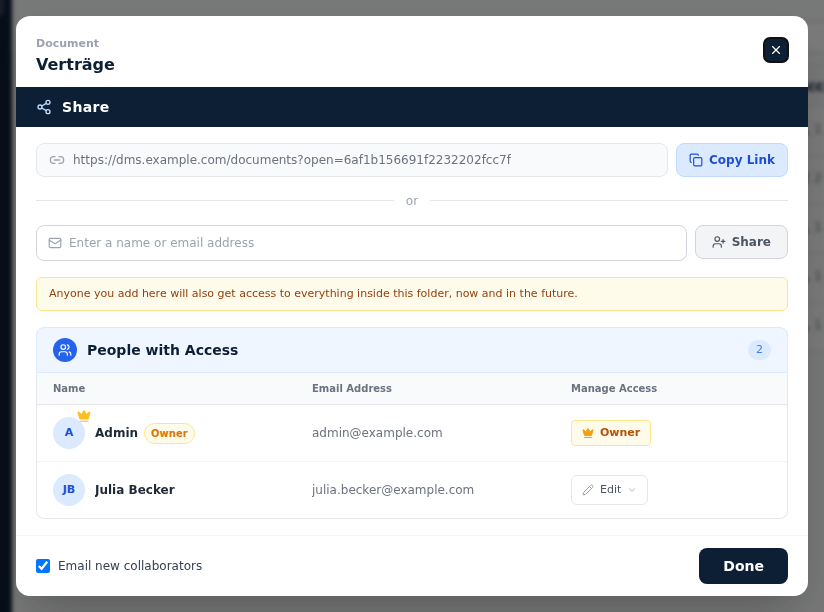 Document
Verträge
Share
https://dms.example.com/documents?open=6af1b156691f2232202fcc7f
Copy Link
or
Enter a name or email address
Share
Anyone you add here will also get access to everything inside this folder, now and in the future.
People with Access
2
Name Email Address Manage Access
A Admin Owner admin@example.com Owner
JB Julia Becker julia.becker@example.com Edit
Email new collaborators
Done